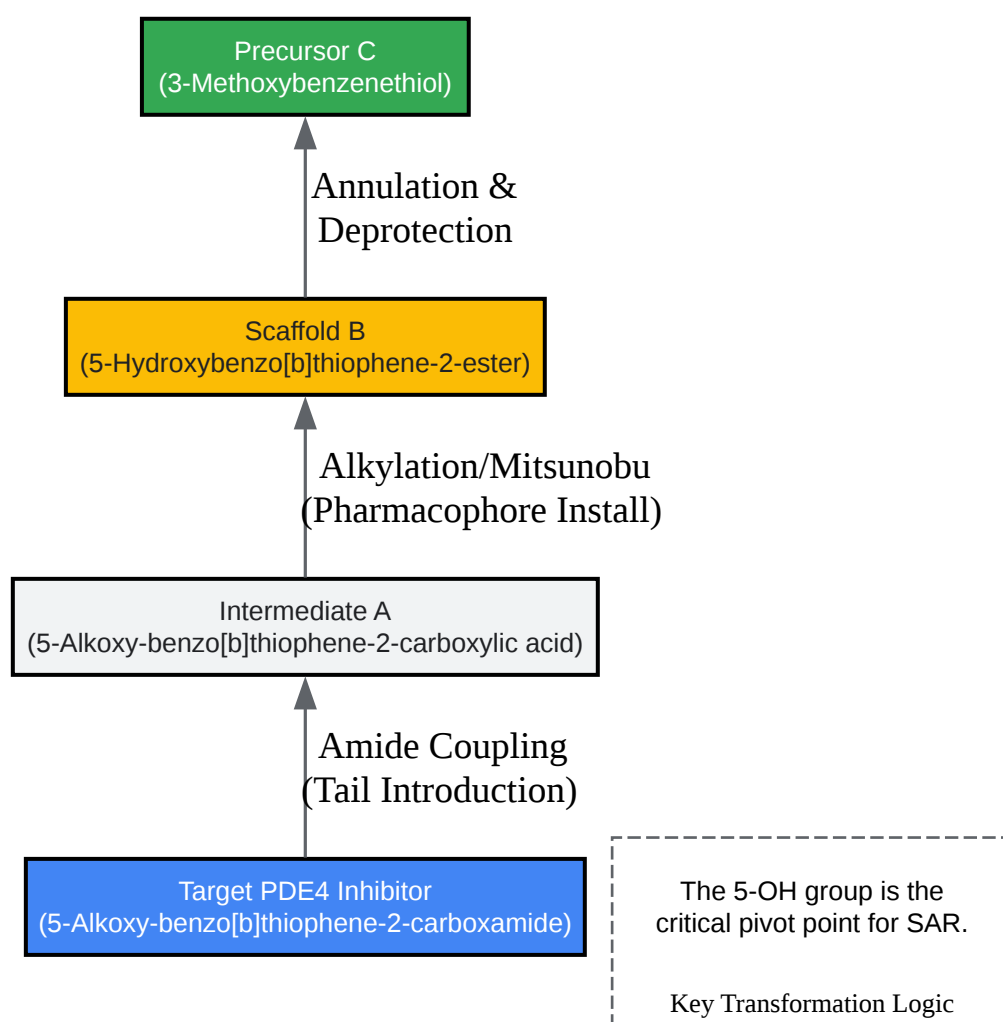 Precursor C
(3-Methoxybenzenethiol)
Annulation &
Deprotection
Scaffold B
(5-Hydroxybenzo[b]thiophene-2-ester)
Alkylation/Mitsunobu
(Pharmacophore Install)
Intermediate A
(5-Alkoxy-benzo[b]thiophene-2-carboxylic acid)
Amide Coupling
(Tail Introduction)
Target PDE4 Inhibitor
(5-Alkoxy-benzo[b]thiophene-2-carboxamide)
The 5-OH group is the
critical pivot point for SAR.
Key Transformation Logic